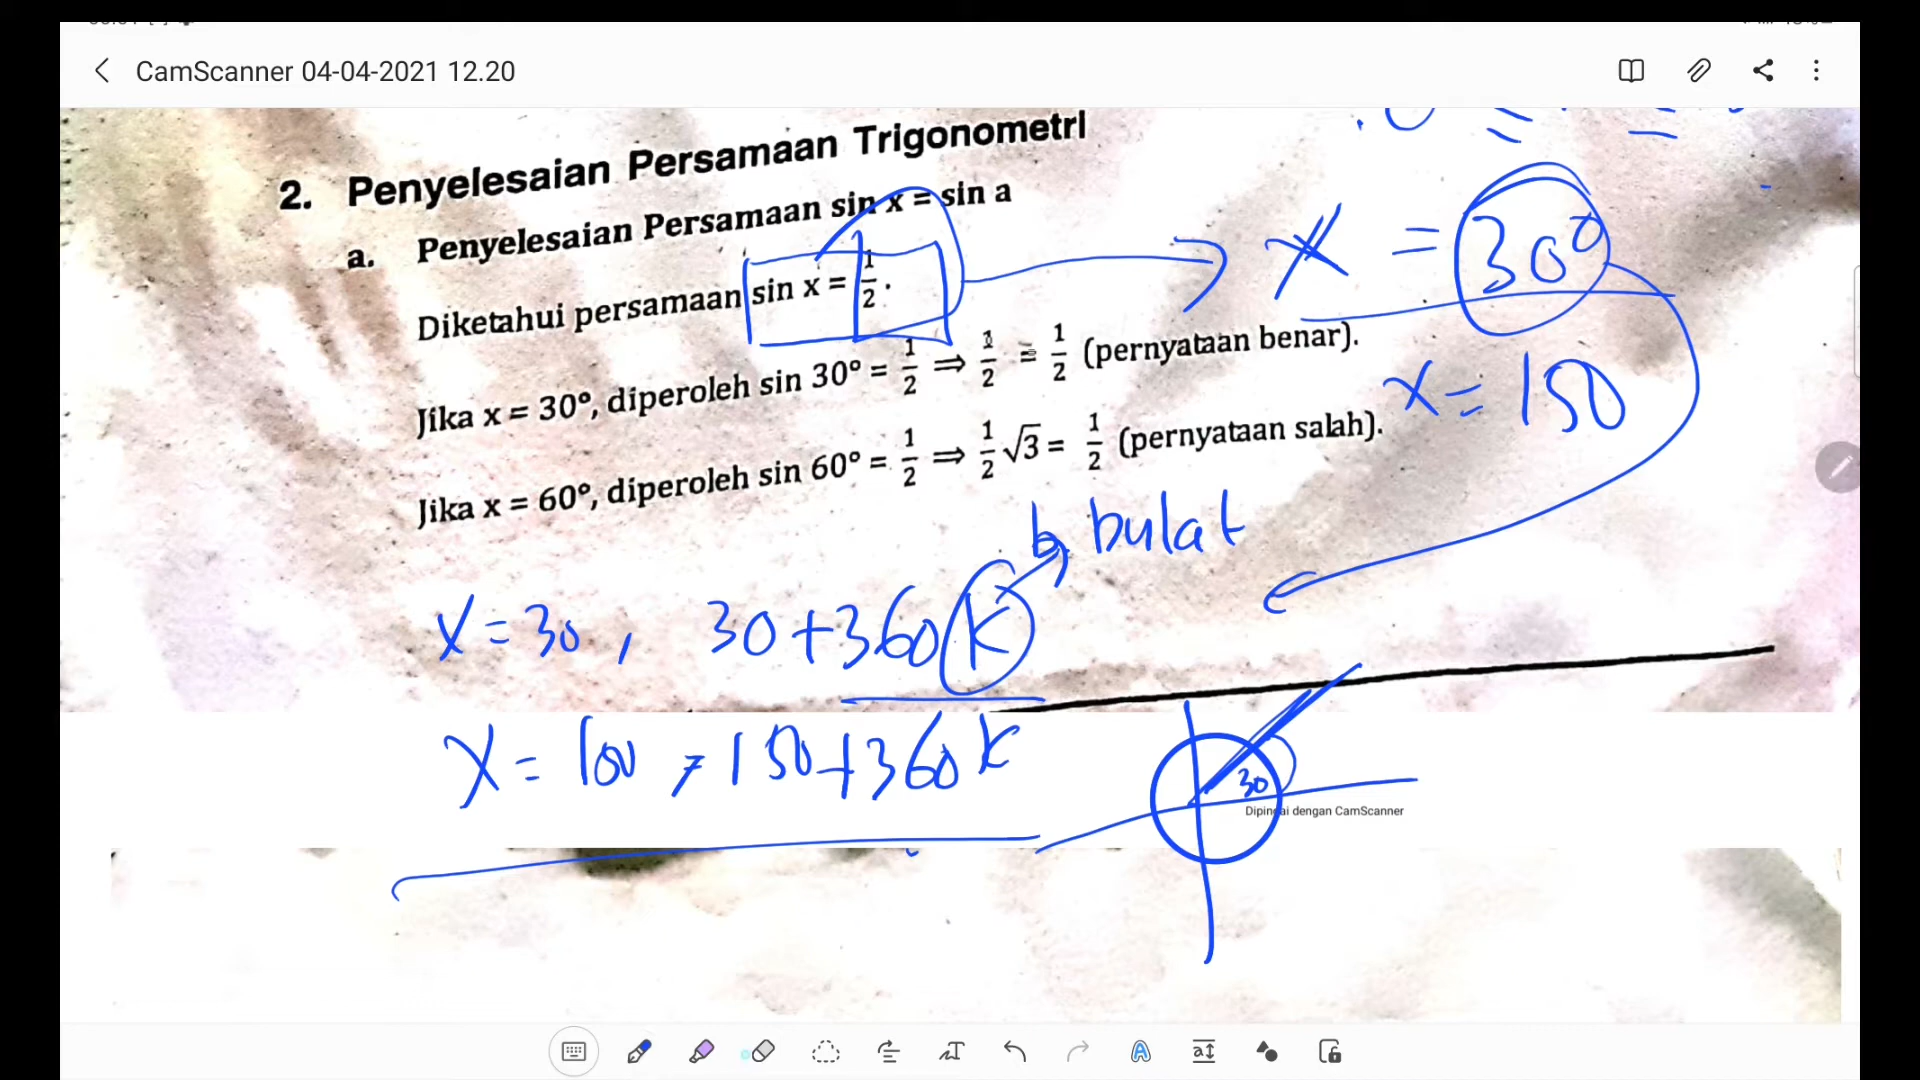 CamScanner 04-04-2021 12.20
2. Penyelesaian Persamaan Trigonometri
a. Penyelesaian Persamaan sin x = sin a
Diketahui persamaan sin x = 1/2.
x = 30°
Jika x = 30°, diperoleh sin 30° = 1/2 ⇒ 1/2 = 1/2 (pernyataan benar).
x = 150
Jika x = 60°, diperoleh sin 60° = 1/2 ⇒ 1/2 √3 = 1/2 (pernyataan salah).
bulat
x = 30, 30+360k
x = 150, 150+360k
30
Dipindai dengan CamScanner